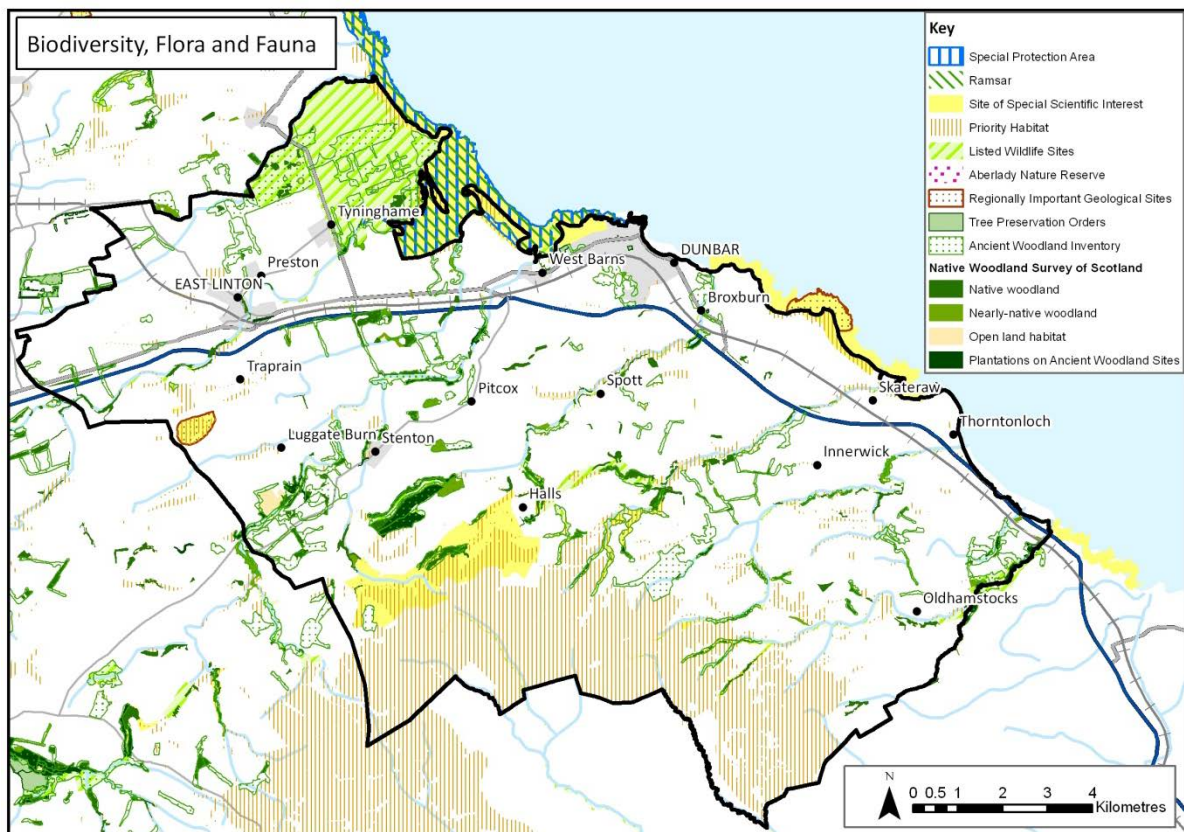 Biodiversity, Flora and Fauna
Key
Special Protection Area
Ramsar
Site of Special Scientific Interest
Priority Habitat
Listed Wildlife Sites
Aberlady Nature Reserve
Regionally Important Geological Sites
Tree Preservation Orders
Ancient Woodland Inventory
Native Woodland Survey of Scotland
Native woodland
Nearly-native woodland
Open land habitat
Plantations on Ancient Woodland Sites
Tyninghame
Preston
EAST LINTON
West Barns
DUNBAR
Broxburn
Traprain
Pitcox
Spott
Skateraw
Thorntonloch
Luggate Burn
Stenton
Innerwick
Halls
Oldhamstocks
N
0 0.5 1 2 3 4
Kilometres